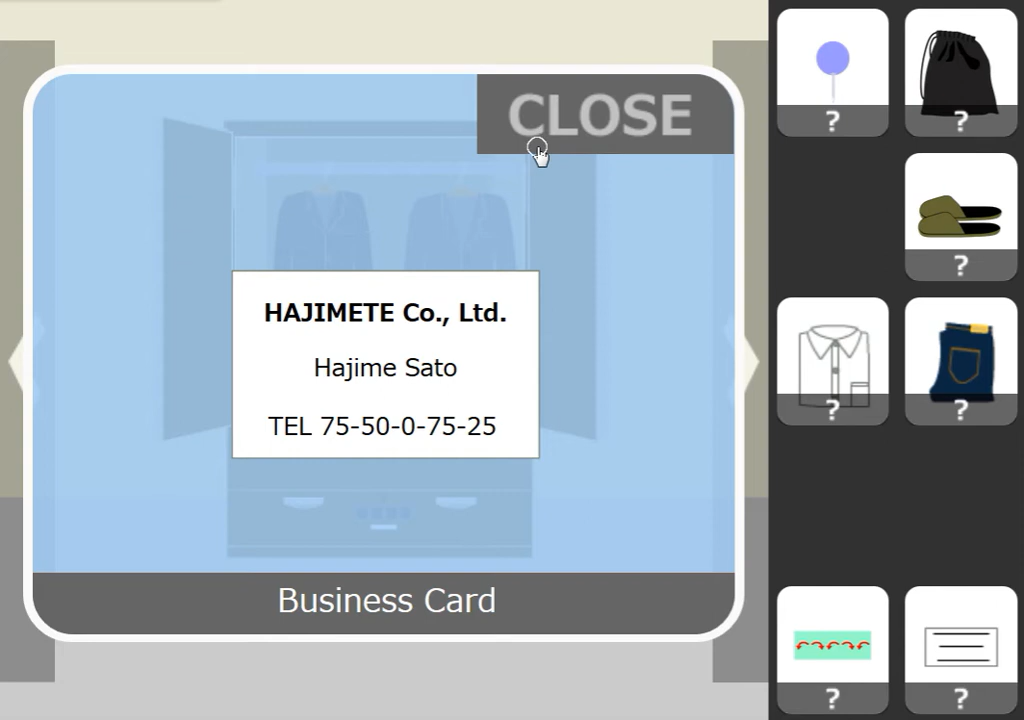 CLOSE
HAJIMETE Co., Ltd.
Hajime Sato
TEL 75-50-0-75-25
Business Card
?
?
?
?
?
?
?